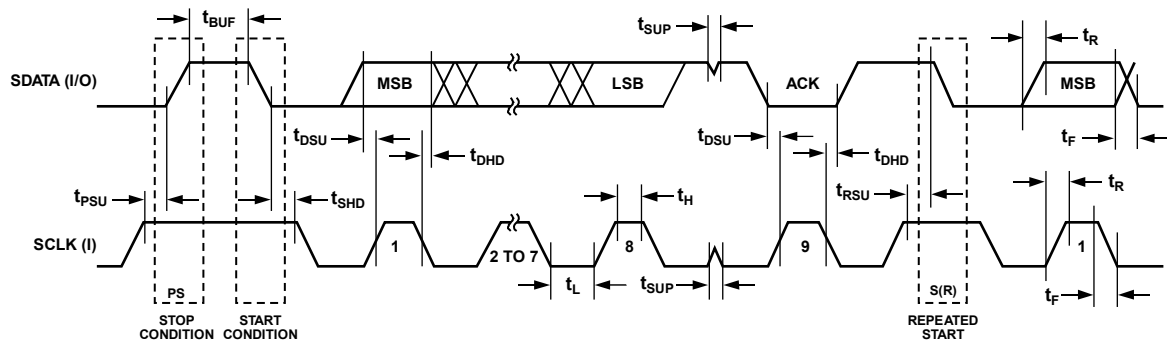 tBUF
tSUP
tR
SDATA (I/O)
MSB
LSB
ACK
MSB
tDSU
tDHD
tDSU
tDHD
tF
tPSU
tSHD
tH
tRSU
tR
SCLK (I)
1
2 TO 7
8
9
1
PS
tL
tSUP
S(R)
tF
STOP
CONDITION
START
CONDITION
REPEATED
START